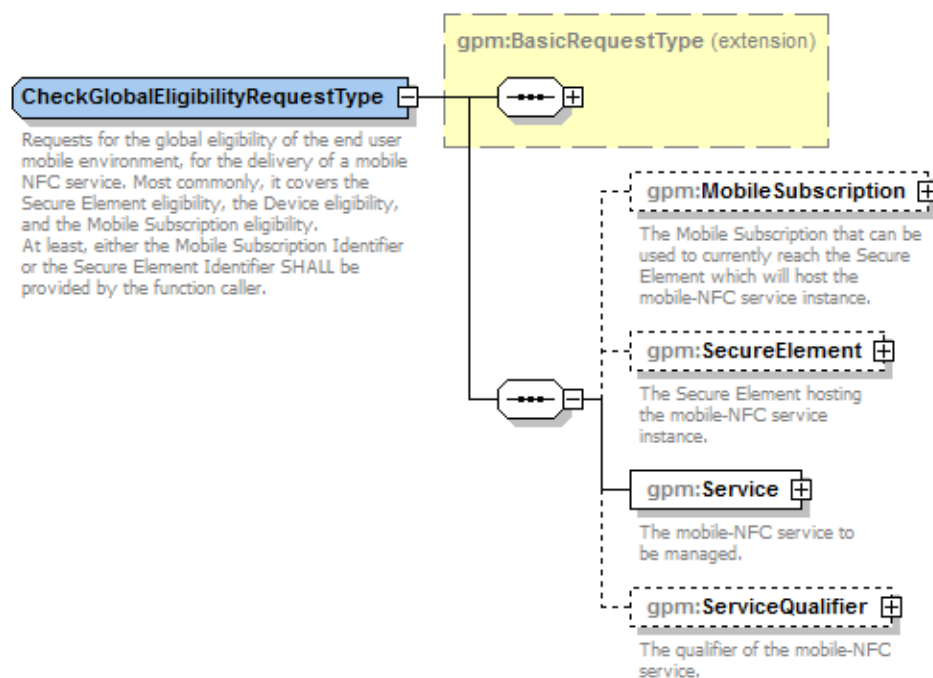 gpm:BasicRequestType (extension)
CheckGlobalEligibilityRequestType
Requests for the global eligibility of the end user
mobile environment, for the delivery of a mobile
NFC service. Most commonly, it covers the
Secure Element eligibility, the Device eligibility,
and the Mobile Subscription eligibility.
At least, either the Mobile Subscription Identifier
or the Secure Element Identifier SHALL be
provided by the function caller.
gpm:MobileSubscription
The Mobile Subscription that can be
used to currently reach the Secure
Element which will host the
mobile-NFC service instance.
gpm:SecureElement
The Secure Element hosting
the mobile-NFC service
instance.
gpm:Service
The mobile-NFC service to
be managed.
gpm:ServiceQualifier
The qualifier of the mobile-NFC
service.